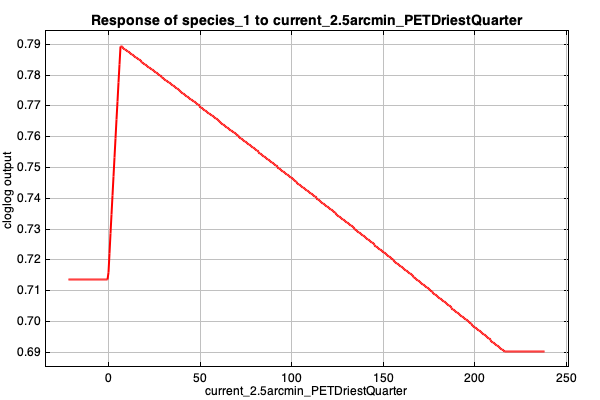 Response of species_1 to current_2.5arcmin_PETDriestQuarter
cloglog output
0.79
0.78
0.77
0.76
0.75
0.74
0.73
0.72
0.71
0.70
0.69
0 50 100 150 200 250
current_2.5arcmin_PETDriestQuarter